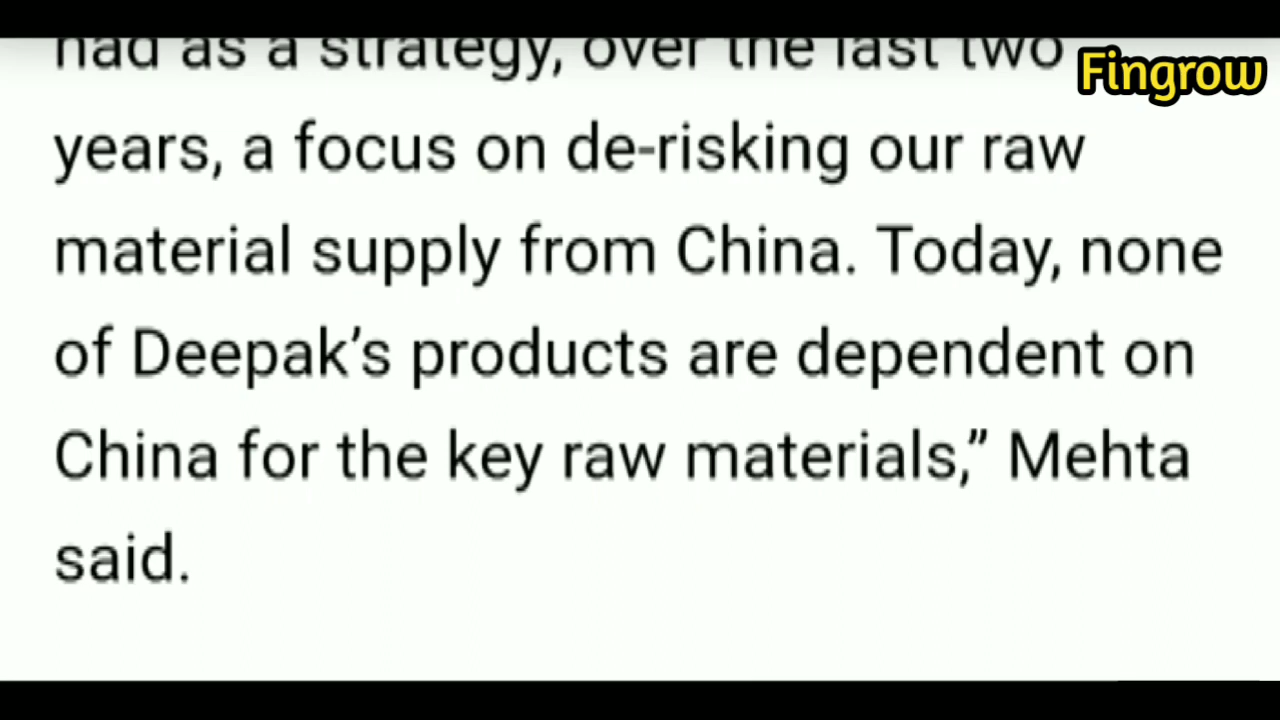 had as a strategy, over the last two
Fingrow
years, a focus on de-risking our raw
material supply from China. Today, none
of Deepak’s products are dependent on
China for the key raw materials,” Mehta
said.